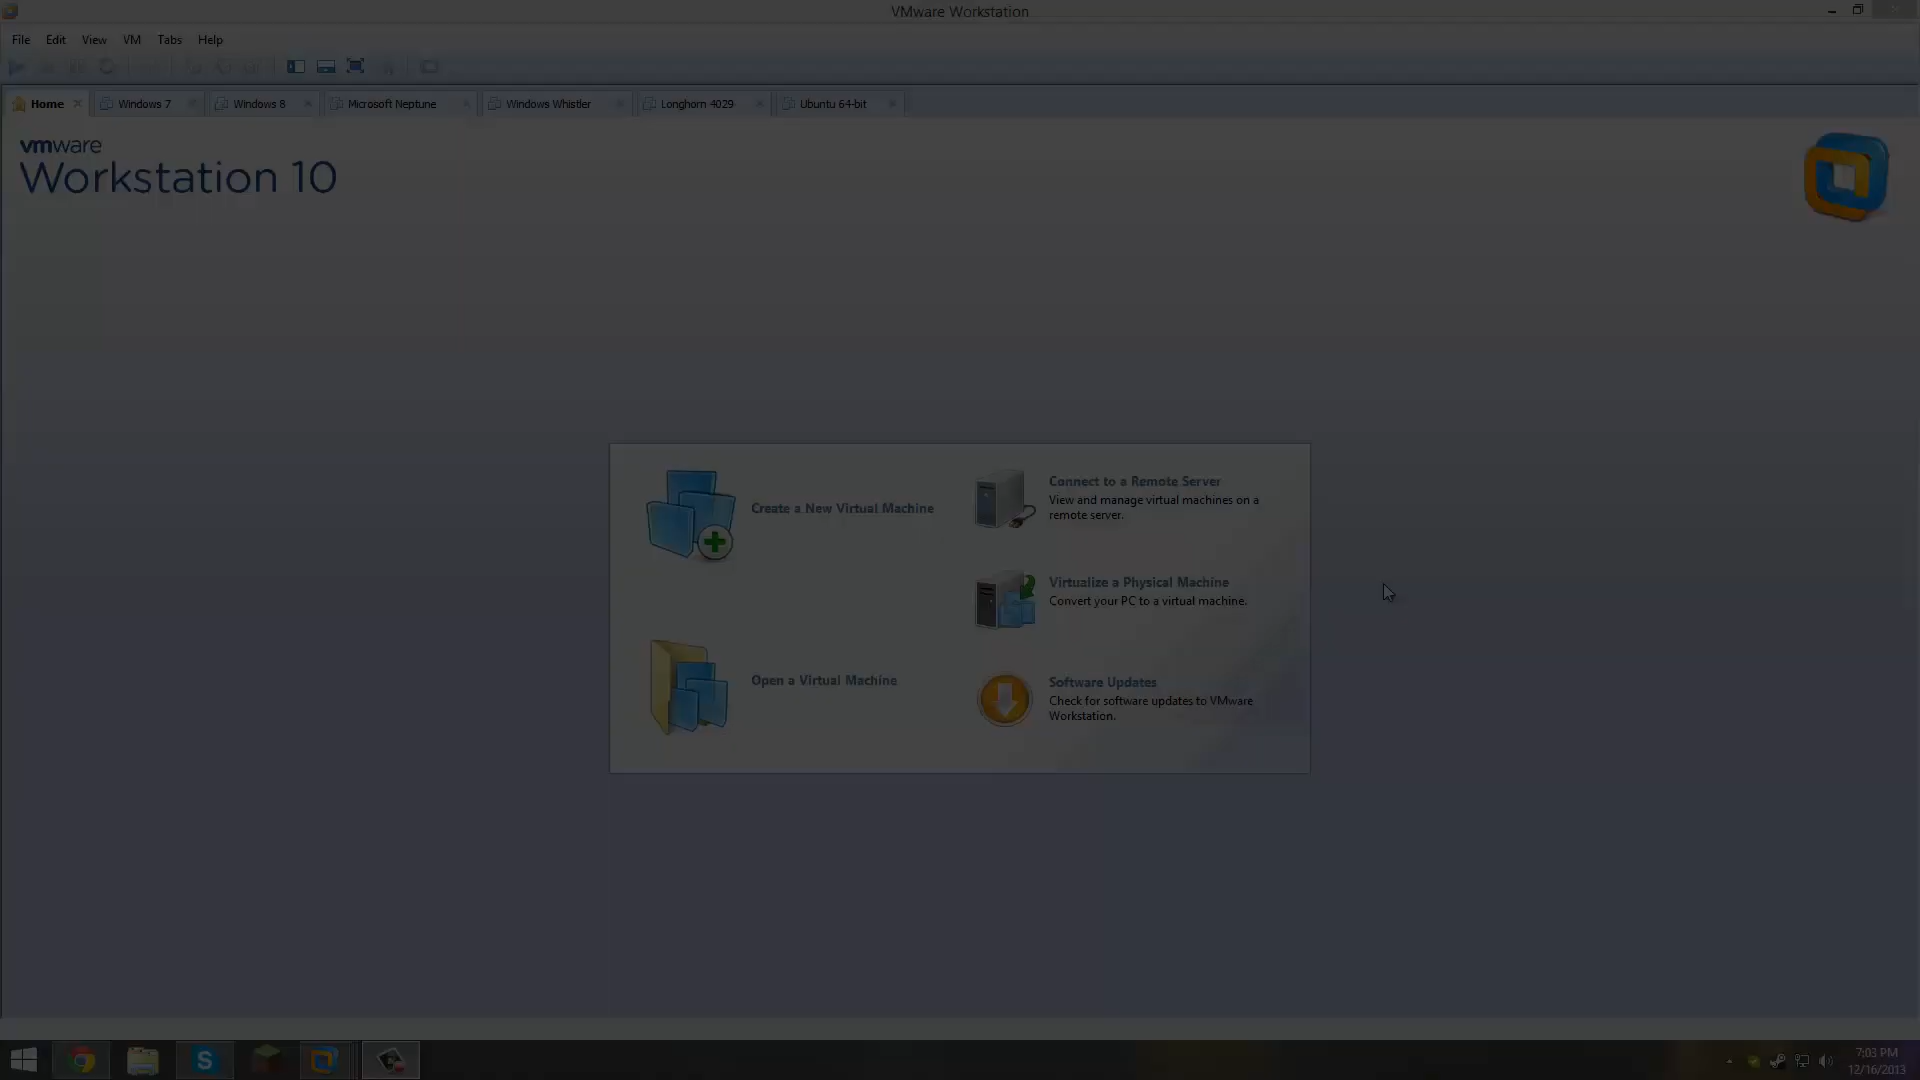 VMware Workstation
File Edit View VM Tabs Help
Home Windows 7 Windows 8 Microsoft Neptune Windows Whistler Longhorn 4029 Ubuntu 64-bit
vmware
Workstation 10
Create a New Virtual Machine
Connect to a Remote Server
View and manage virtual machines on a
remote server.
Virtualize a Physical Machine
Convert your PC to a virtual machine.
Open a Virtual Machine
Software Updates
Check for software updates to VMware
Workstation.
S
7:03 PM
12/16/2013